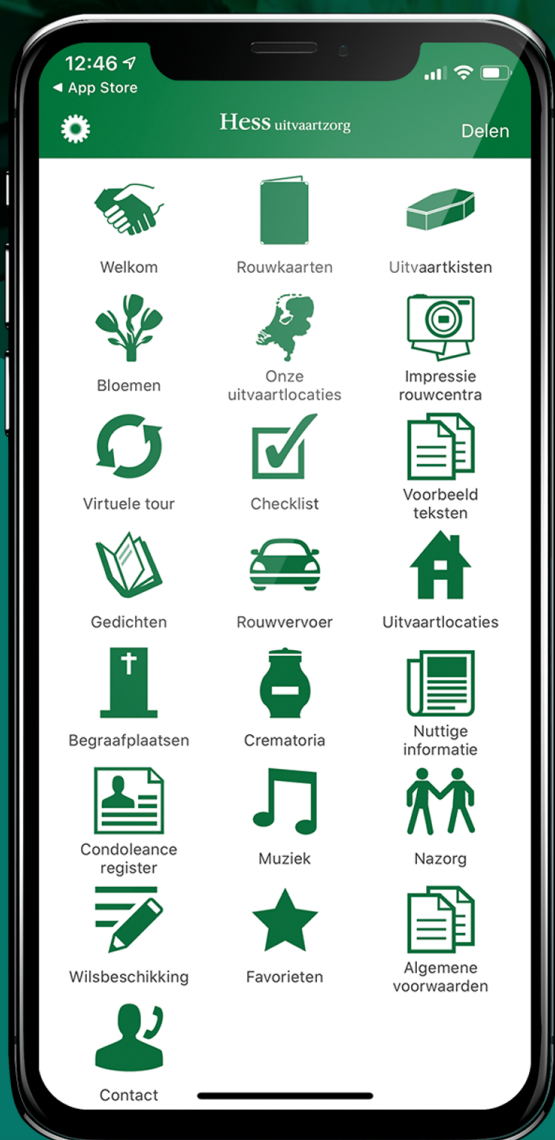 12:46
◀ App Store
Hess uitvaartzorg
Delen
Welkom
Rouwkaarten
Uitvaartkisten
Bloemen
Onze
uitvaartlocaties
Impressie
rouwcentra
Virtuele tour
Checklist
Voorbeeld
teksten
Gedichten
Rouwvervoer
Uitvaartlocaties
Begraafplaatsen
Crematoria
Nuttige
informatie
Condoleance
register
Muziek
Nazorg
Wilsbeschikking
Favorieten
Algemene
voorwaarden
Contact